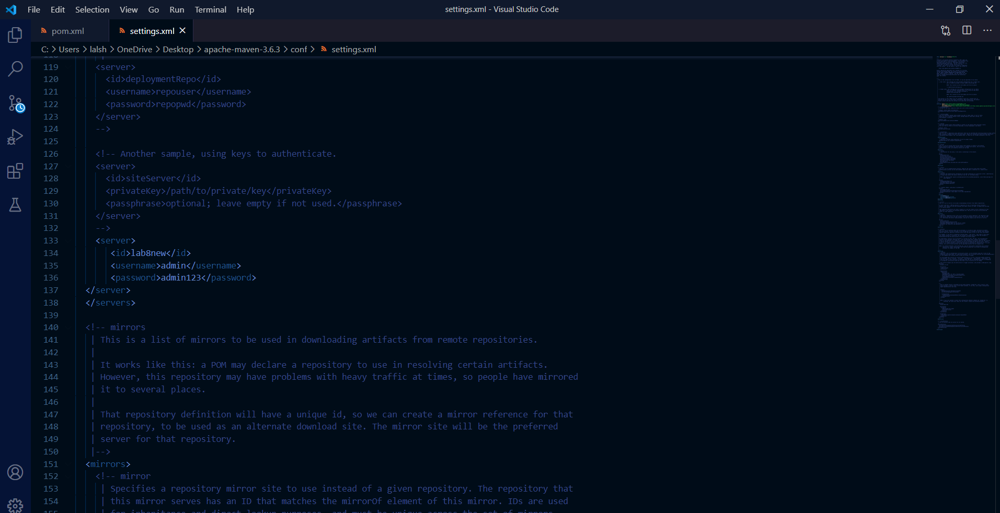 File Edit Selection View Go Run Terminal Help
settings.xml - Visual Studio Code
pom.xml
settings.xml
C: > Users > lalsh > OneDrive > Desktop > apache-maven-3.6.3 > conf > settings.xml
119 <server>
120 <id>deploymentRepo</id>
121 <username>repouser</username>
122 <password>repopwd</password>
123 </server>
124 -->
125
126 <!-- Another sample, using keys to authenticate.
127 <server>
128 <id>siteServer</id>
129 <privateKey>/path/to/private/key</privateKey>
130 <passphrase>optional; leave empty if not used.</passphrase>
131 </server>
132 -->
133 <server>
134 <id>lab8new</id>
135 <username>admin</username>
136 <password>admin123</password>
137 </server>
138 </servers>
139
140 <!-- mirrors
141 | This is a list of mirrors to be used in downloading artifacts from remote repositories.
142 |
143 | It works like this: a POM may declare a repository to use in resolving certain artifacts.
144 | However, this repository may have problems with heavy traffic at times, so people have mirrored
145 | it to several places.
146 |
147 | That repository definition will have a unique id, so we can create a mirror reference for that
148 | repository, to be used as an alternate download site. The mirror site will be the preferred
149 | server for that repository.
150 |-->
151 <mirrors>
152 <!-- mirror
153 | Specifies a repository mirror site to use instead of a given repository. The repository that
154 | this mirror serves has an ID that matches the mirrorOf element of this mirror. IDs are used